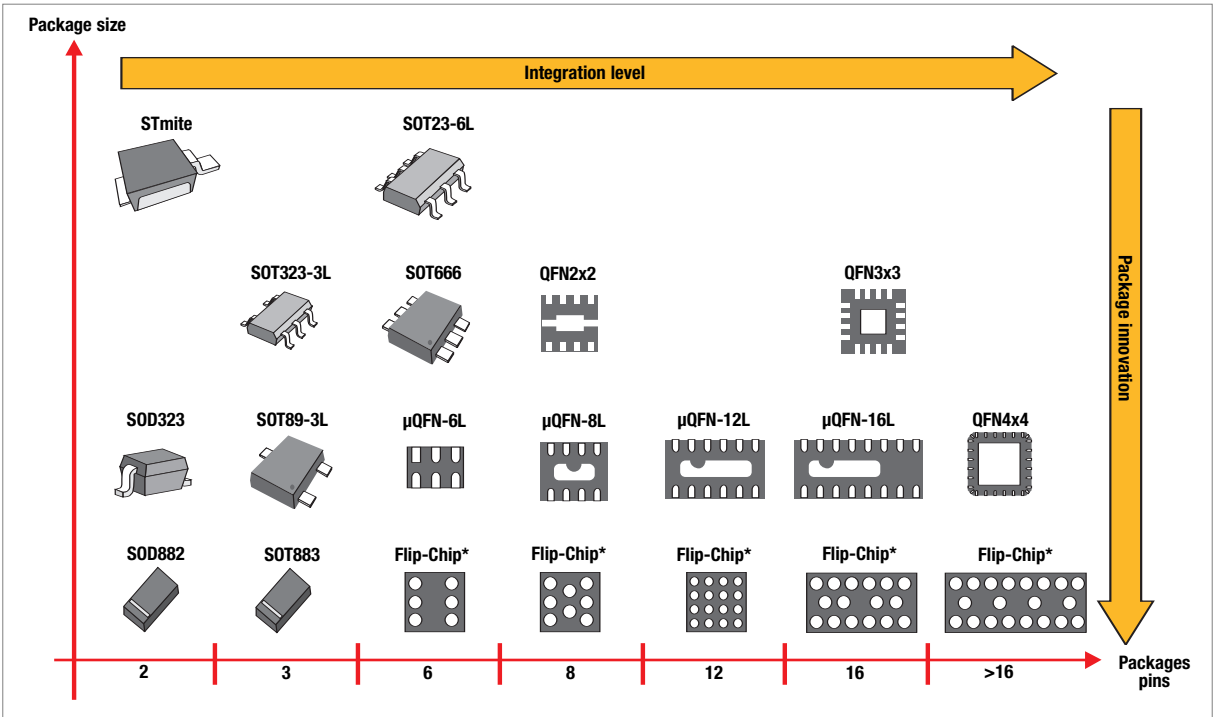 Package size
Integration level
STmite
SOT23-6L
SOT323-3L
SOT666
QFN2x2
QFN3x3
Package innovation
SOD323
SOT89-3L
µQFN-6L
µQFN-8L
µQFN-12L
µQFN-16L
QFN4x4
SOD882
SOT883
Flip-Chip*
Flip-Chip*
Flip-Chip*
Flip-Chip*
Flip-Chip*
2
3
6
8
12
16
>16
Packages
pins